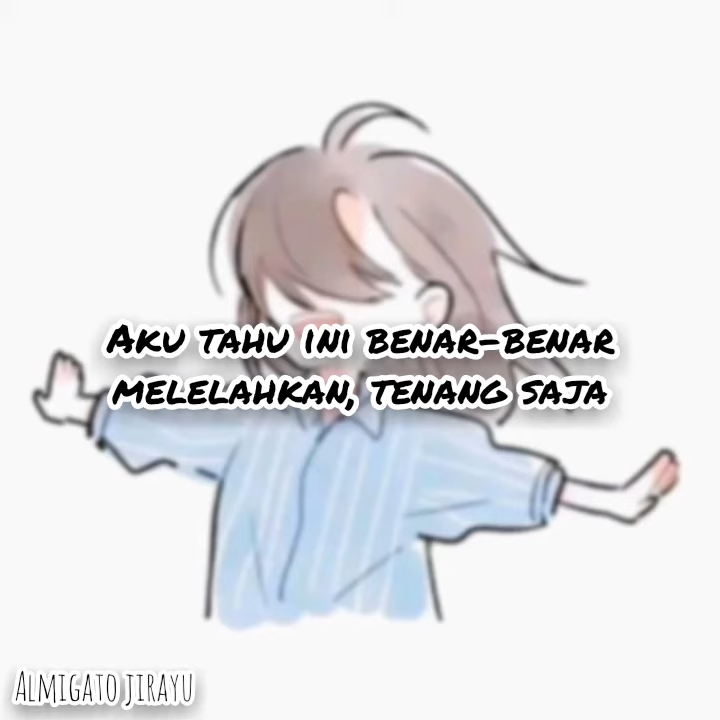 Aku tahu ini benar-benar
melelahkan, tenang saja
Almigato jirayu